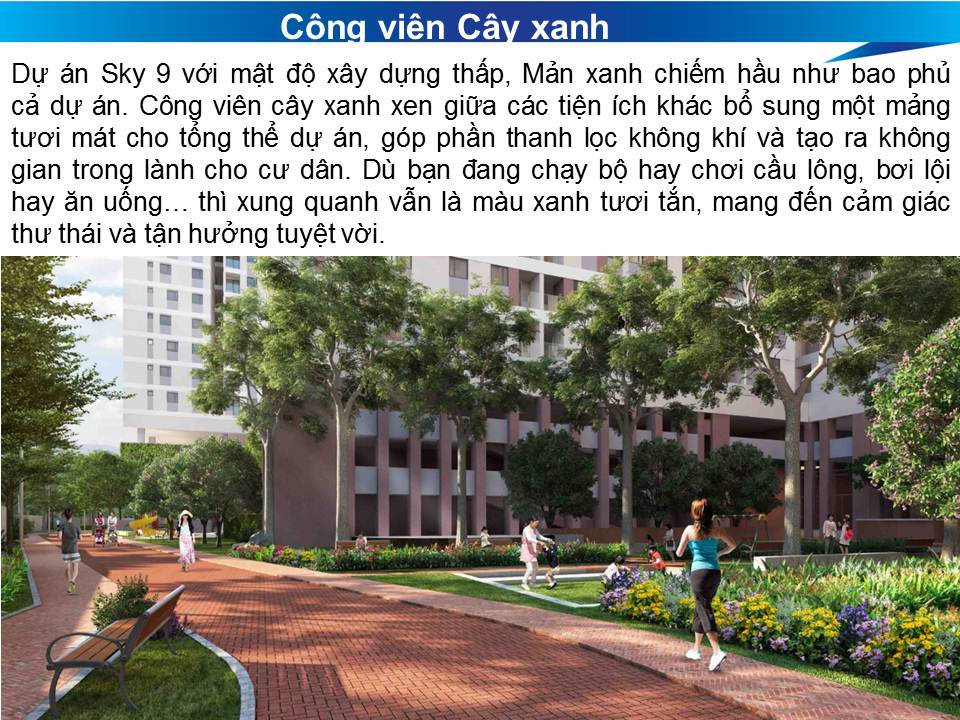 Công viên Cây xanh
Dự án Sky 9 với mật độ xây dựng thấp, Mản xanh chiếm hầu như bao phủ
cả dự án. Công viên cây xanh xen giữa các tiện ích khác bổ sung một mảng
tươi mát cho tổng thể dự án, góp phần thanh lọc không khí và tạo ra không
gian trong lành cho cư dân. Dù bạn đang chạy bộ hay chơi cầu lông, bơi lội
hay ăn uống… thì xung quanh vẫn là màu xanh tươi tắn, mang đến cảm giác
thư thái và tận hưởng tuyệt vời.